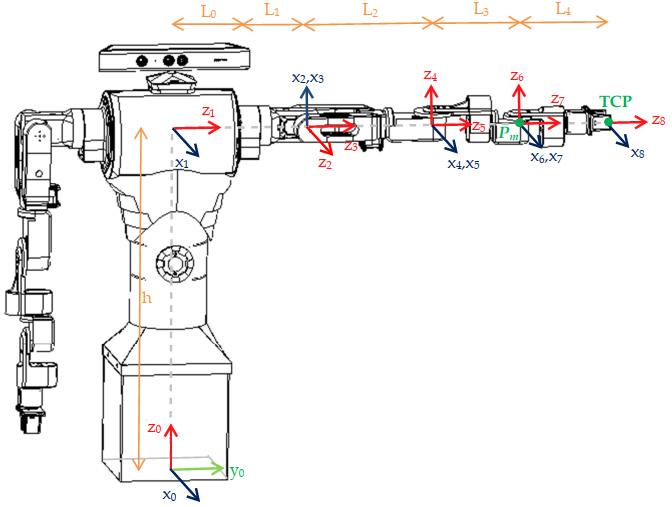 L₀ L₁ L₂ L₃ L₄
x₂,x₃ z₄ z₆ TCP
z₁ z₃ z₅ z₇ z₈
Pₘ
x₁ z₂ x₄,x₅ x₆,x₇ x₈
h
z₀
y₀
x₀